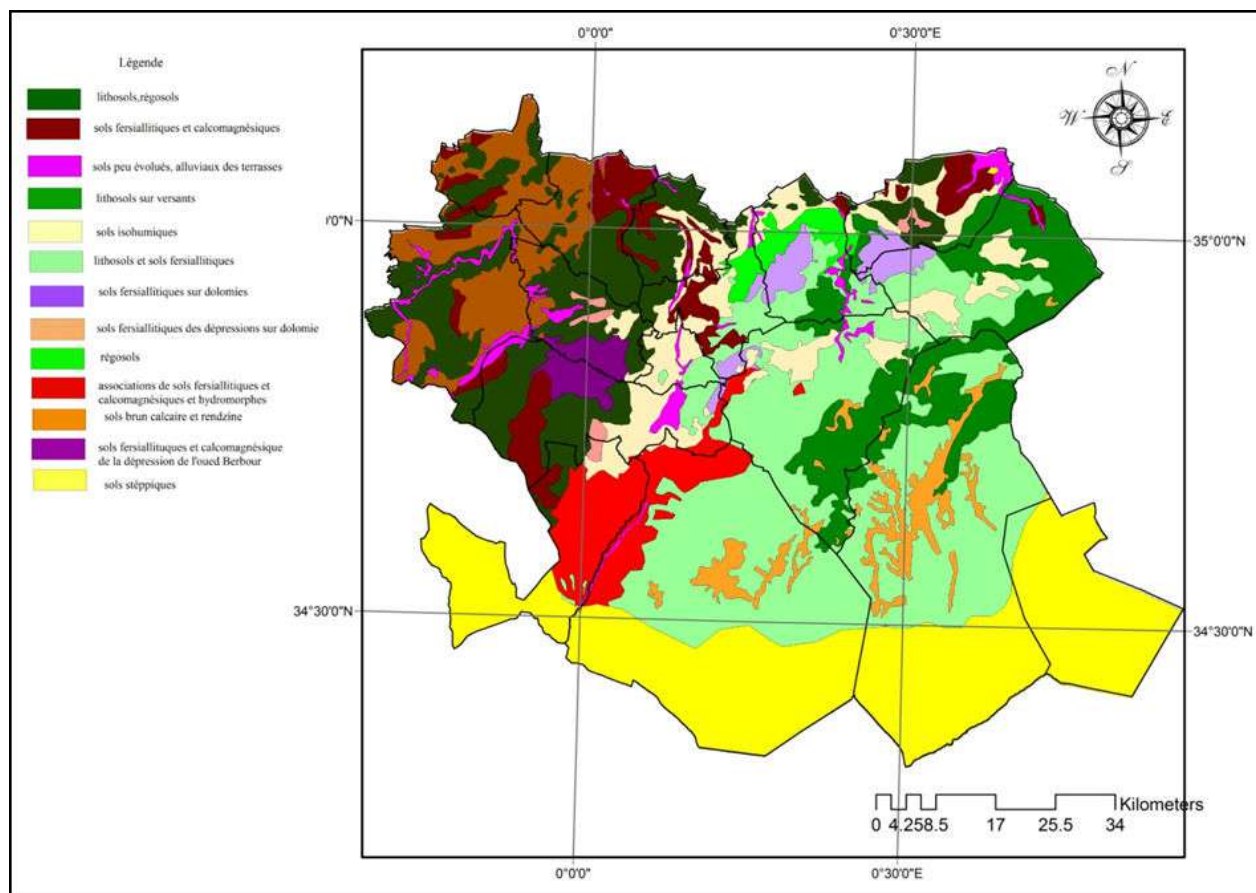 0°0'0"
0°30'0"E
Légende
lithosols,régosols
sols fersiallitiques et calcomagnésiques
sols peu évolués, alluviaux des terrasses
lithosols sur versants
sols isohumiques
lithosols et sols fersiallitiques
sols fersiallitiques sur dolomies
sols fersiallitiques des dépressions sur dolomie
régosols
associations de sols fersiallitiques et
calcomagnésiques et hydromorphes
sols brun calcaire et rendzine
sols fersiallituques et calcomagnésique
de la dépression de l'oued Berbour
sols stéppiques
N
W
E
S
'0"N
35°0'0"N
34°30'0"N
34°30'0"N
Kilometers
0 4.25 8.5 17 25.5 34
0°0'0"
0°30'0"E